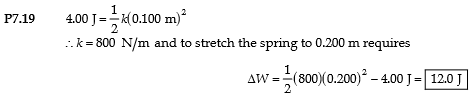 P7.19 4.00 J = 1/2 k(0.100 m)²
∴ k = 800 N/m and to stretch the spring to 0.200 m requires
ΔW = 1/2 (800)(0.200)² − 4.00 J = 12.0 J